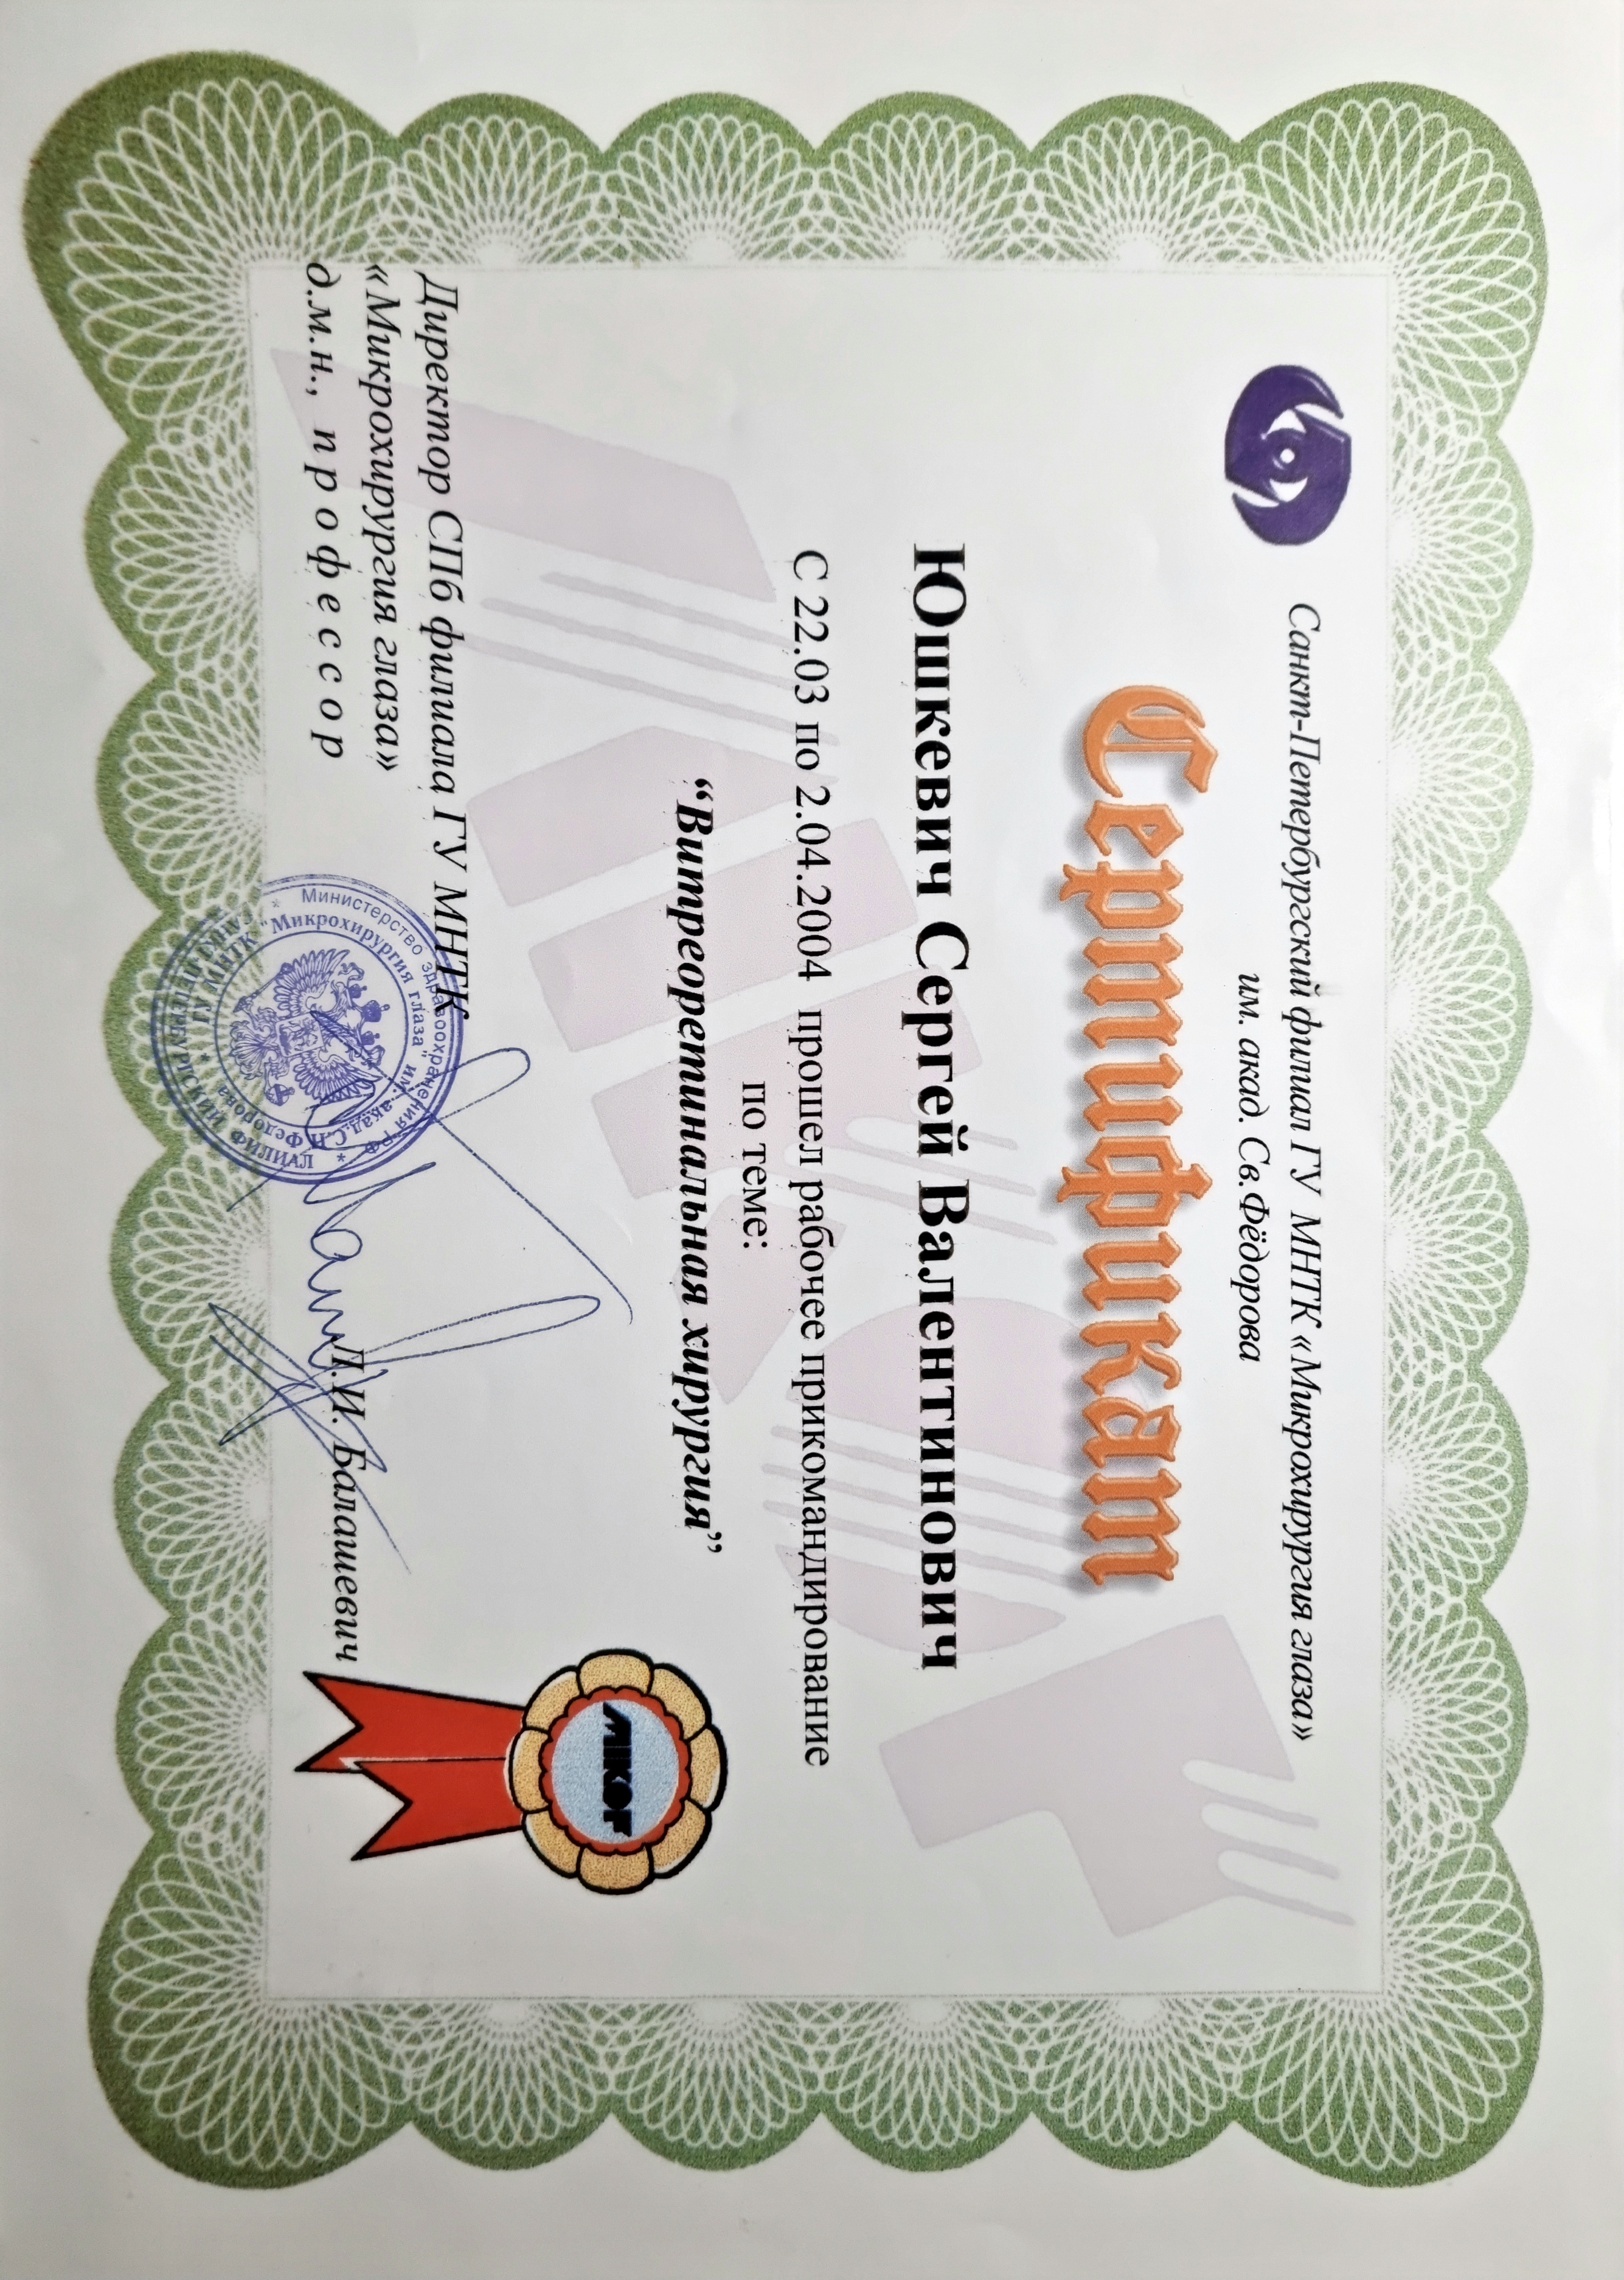 Санкт-Петербургский филиал ГУ МНТК «Микрохирургия глаза»
им. акад. Св.Фёдорова
Сертификат
Юшкевич Сергей Валентинович
С 22.03 по 2.04.2004 прошел рабочее прикомандирование
по теме:
“Витреоретинальная хирургия”
MIKOF
MIKOF
Директор СПб филиала ГУ МНТК
«Микрохирургия глаза»
д.м.н., профессор
Л.И. Балашевич
* Министерство здравоохранения РФ *
САНКТ-ПЕТЕРБУРГСКИЙ ФИЛИАЛ
ГУ МНТК "Микрохирургия глаза" им. акад. С.Н Федорова *